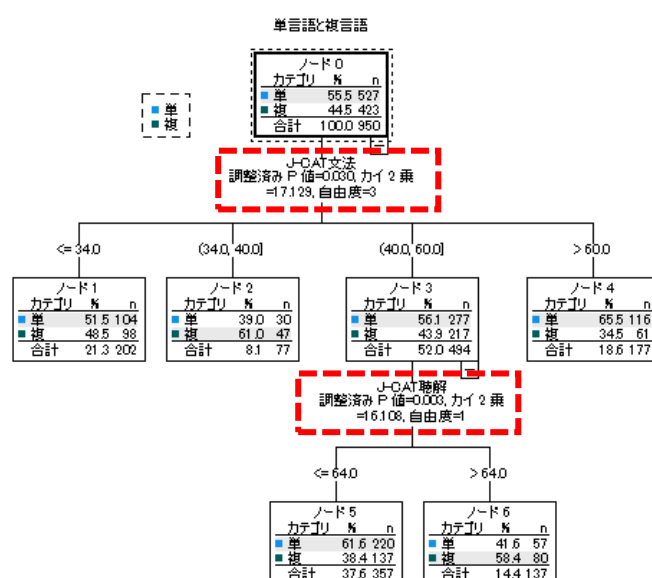 単言語と複言語
単
複
ノード 0
カテゴリ % n
単 55.5 527
複 44.5 423
合計 100.0 950
J-CAT文法
調整済み P 値=0.030, カイ 2 乗
=17.129, 自由度=3
<= 34.0
(34.0, 40.0]
(40.0, 60.0]
> 60.0
ノード 1
カテゴリ % n
単 51.5 104
複 48.5 98
合計 21.3 202
ノード 2
カテゴリ % n
単 39.0 30
複 61.0 47
合計 8.1 77
ノード 3
カテゴリ % n
単 56.1 277
複 43.9 217
合計 52.0 494
ノード 4
カテゴリ % n
単 65.5 116
複 34.5 61
合計 18.6 177
J-CAT聴解
調整済み P 値=0.003, カイ 2 乗
=16.108, 自由度=1
<= 64.0
> 64.0
ノード 5
カテゴリ % n
単 61.6 220
複 38.4 137
合計 37.6 357
ノード 6
カテゴリ % n
単 41.6 57
複 58.4 80
合計 14.4 137